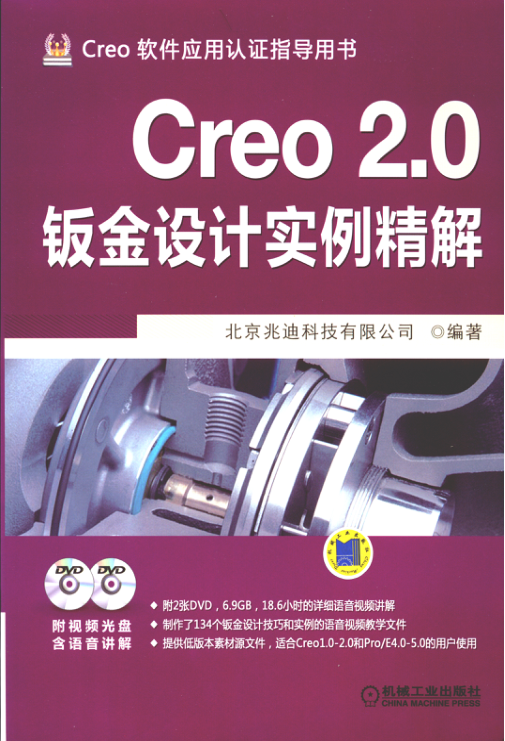 Creo 软件应用认证指导用书
Creo 2.0
钣金设计实例精解
北京兆迪科技有限公司 ◎编著
DVD DVD
附视频光盘
含语音讲解
◆ 附2张DVD，6.9GB，18.6小时的详细语音视频讲解
◆ 制作了134个钣金设计技巧和实例的语音视频教学文件
◆ 提供低版本素材源文件，适合Creo1.0-2.0和Pro/E4.0-5.0的用户使用
机械工业出版社
CHINA MACHINE PRESS